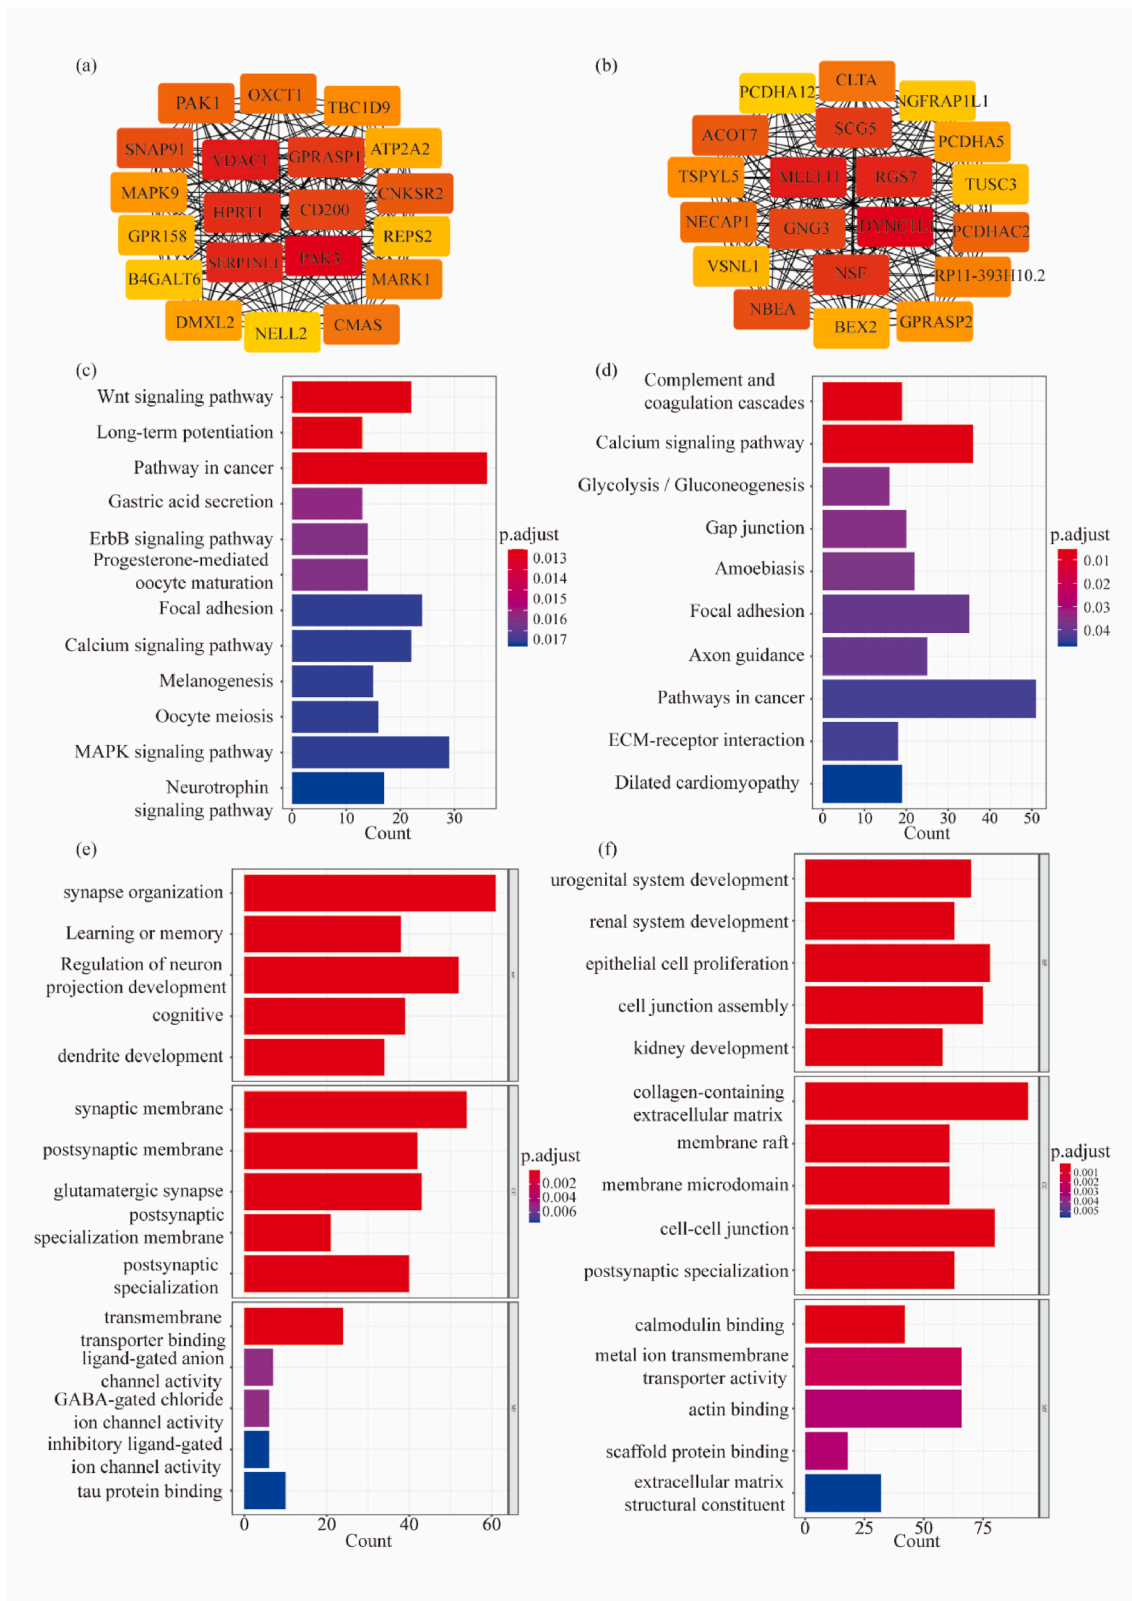 (a)
OXCT1
PAK1
TBC1D9
SNAP91
VDAC1
GPRASP1
ATP2A2
MAPK9
HPRT1
CD200
CNKSR2
GPR158
REPS2
SERPINI.1
PAK3
B4GALT6
MARK1
DMXL2
NELL2
CMAS
(b)
CLTA
PCDHA12
NGFRAP1L1
ACOT7
SCG5
PCDHA5
TSPYL5
MLLT11
RGS7
TUSC3
NECAP1
GNG3
DYNC1I.
PCDHAC2
VSNL1
NSF
RP11-393H10.2
NBEA
BEX2
GPRASP2
(c)
Wnt signaling pathway
Long-term potentiation
Pathway in cancer
Gastric acid secretion
ErbB signaling pathway
Progesterone-mediated
oocyte maturation
Focal adhesion
Calcium signaling pathway
Melanogenesis
Oocyte meiosis
MAPK signaling pathway
Neurotrophin
signaling pathway
0 10 20 30
Count
p.adjust
0.013
0.014
0.015
0.016
0.017
(d)
Complement and
coagulation cascades
Calcium signaling pathway
Glycolysis / Gluconeogenesis
Gap junction
Amoebiasis
Focal adhesion
Axon guidance
Pathways in cancer
ECM-receptor interaction
Dilated cardiomyopathy
0 10 20 30 40 50
Count
p.adjust
0.01
0.02
0.03
0.04
(e)
synapse organization
Learning or memory
Regulation of neuron
projection development
cognitive
dendrite development
synaptic membrane
postsynaptic membrane
glutamatergic synapse
postsynaptic
specialization membrane
postsynaptic
specialization
transmembrane
transporter binding
ligand-gated anion
channel activity
GABA-gated chloride
ion channel activity
inhibitory ligand-gated
ion channel activity
tau protein binding
0 20 40 60
Count
p.adjust
0.002
0.004
0.006
(f)
urogenital system development
renal system development
epithelial cell proliferation
cell junction assembly
kidney development
BP
collagen-containing
extracellular matrix
membrane raft
membrane microdomain
cell-cell junction
postsynaptic specialization
CC
calmodulin binding
metal ion transmembrane
transporter activity
actin binding
scaffold protein binding
extracellular matrix
structural constituent
MF
0 25 50 75
Count
p.adjust
0.001
0.002
0.003
0.004
0.005